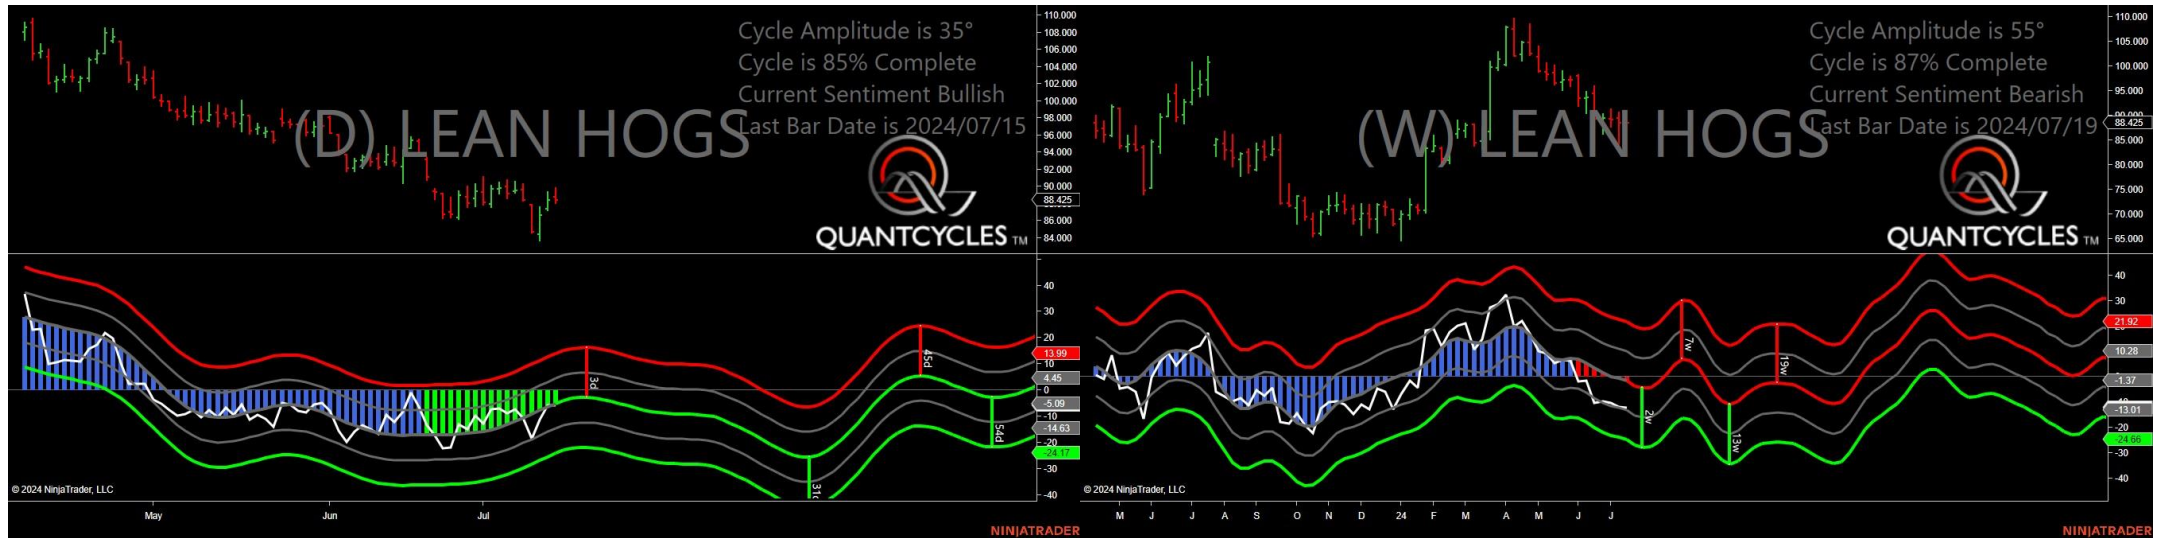 Cycle Amplitude is 35°
Cycle is 85% Complete
Current Sentiment Bullish
Last Bar Date is 2024/07/15
(D) LEAN HOGS
QUANTCYCLES TM
110.000
108.000
106.000
104.000
102.000
100.000
98.000
96.000
94.000
92.000
90.000
88.425
86.000
84.000
40
30
20
13.99
10
4.45
0
-5.09
-10
-14.63
-20
-24.17
-30
-40
3d
31d
45d
54d
© 2024 NinjaTrader, LLC
May Jun Jul
NINJATRADER
Cycle Amplitude is 55°
Cycle is 87% Complete
Current Sentiment Bearish
Last Bar Date is 2024/07/19
(W) LEAN HOGS
QUANTCYCLES TM
110.000
105.000
100.000
95.000
90.000
88.425
85.000
80.000
75.000
70.000
65.000
40
30
21.92
10.28
-1.37
-13.01
-20
-24.66
-30
-40
2w
7w
13w
19w
© 2024 NinjaTrader, LLC
M J J A S O N D 24 F M A M J J
NINJATRADER